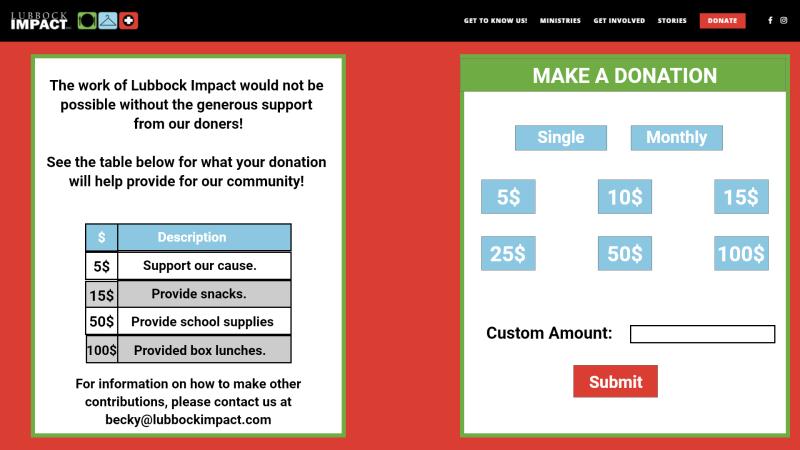 LUBBOCK
IMPACT
GET TO KNOW US! MINISTRIES GET INVOLVED STORIES DONATE
The work of Lubbock Impact would not be
possible without the generous support
from our doners!
See the table below for what your donation
will help provide for our community!
$ Description
5$ Support our cause.
15$ Provide snacks.
50$ Provide school supplies
100$ Provided box lunches.
For information on how to make other
contributions, please contact us at
becky@lubbockimpact.com
MAKE A DONATION
Single Monthly
5$ 10$ 15$
25$ 50$ 100$
Custom Amount:
Submit